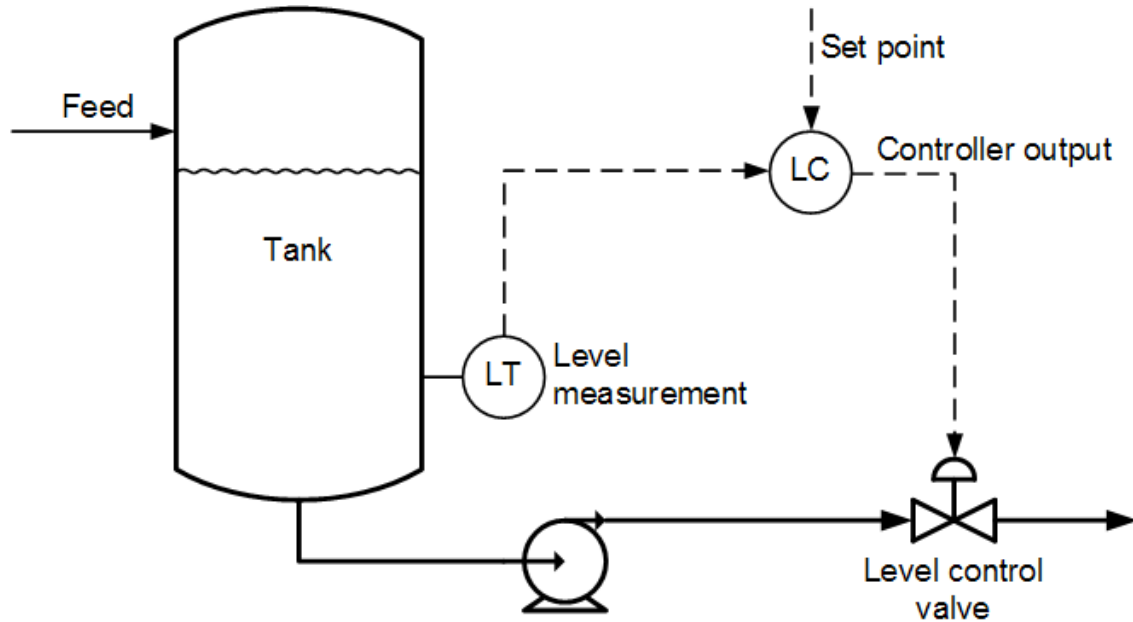 Set point
Feed
LC
Controller output
Tank
LT
Level
measurement
Level control
valve